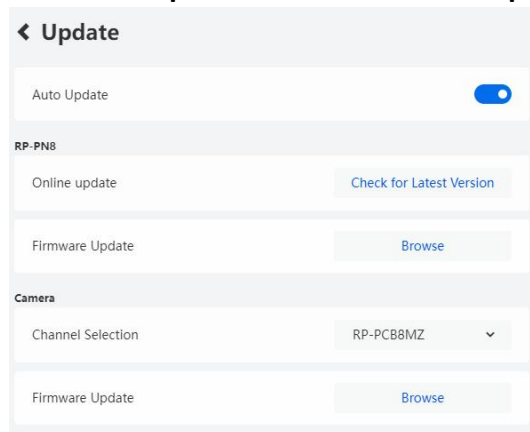 Update
Auto Update
RP-PN8
Online update Check for Latest Version
Firmware Update Browse
Camera
Channel Selection RP-PCB8MZ
Firmware Update Browse